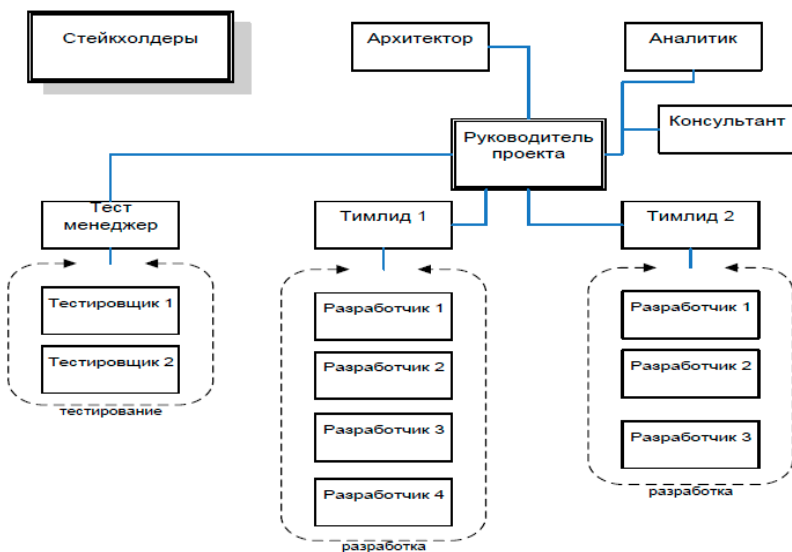 Стейкхолдеры
Архитектор
Аналитик
Консультант
Руководитель
проекта
Тест
менеджер
Тимлид 1
Тимлид 2
Тестировщик 1
Тестировщик 2
тестирование
Разработчик 1
Разработчик 2
Разработчик 3
Разработчик 4
разработка
Разработчик 1
Разработчик 2
Разработчик 3
разработка